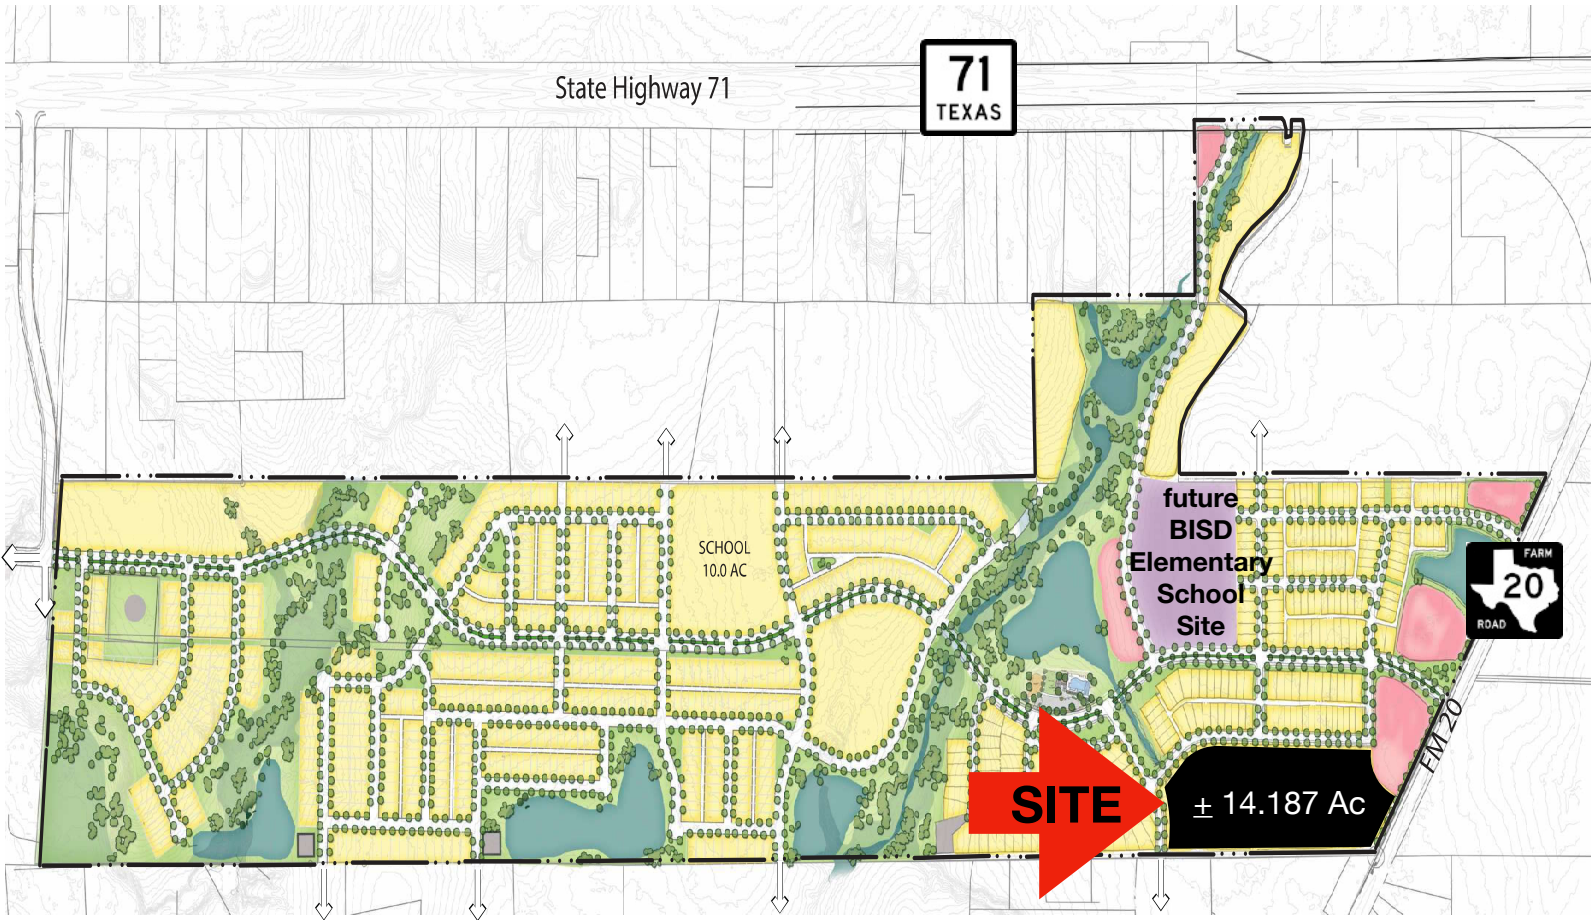 State Highway 71
71
TEXAS
SCHOOL
10.0 AC
future
BISD
Elementary
School
Site
FARM
20
ROAD
FM 20
SITE
± 14.187 Ac